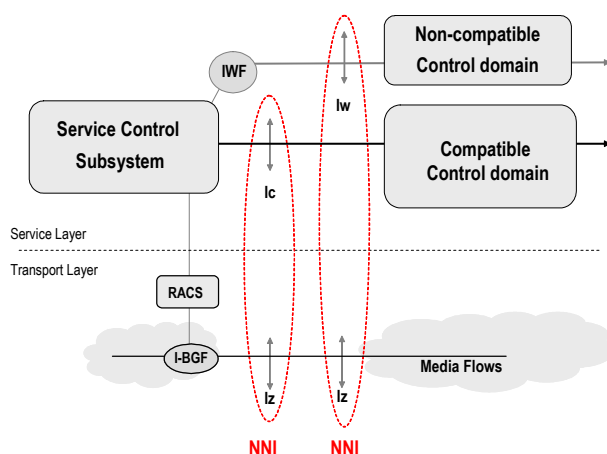 Non-compatible
Control domain
IWF
Iw
Service Control
Subsystem
Ic
Compatible
Control domain
Service Layer
Transport Layer
RACS
I-BGF
Media Flows
Iz
Iz
NNI
NNI